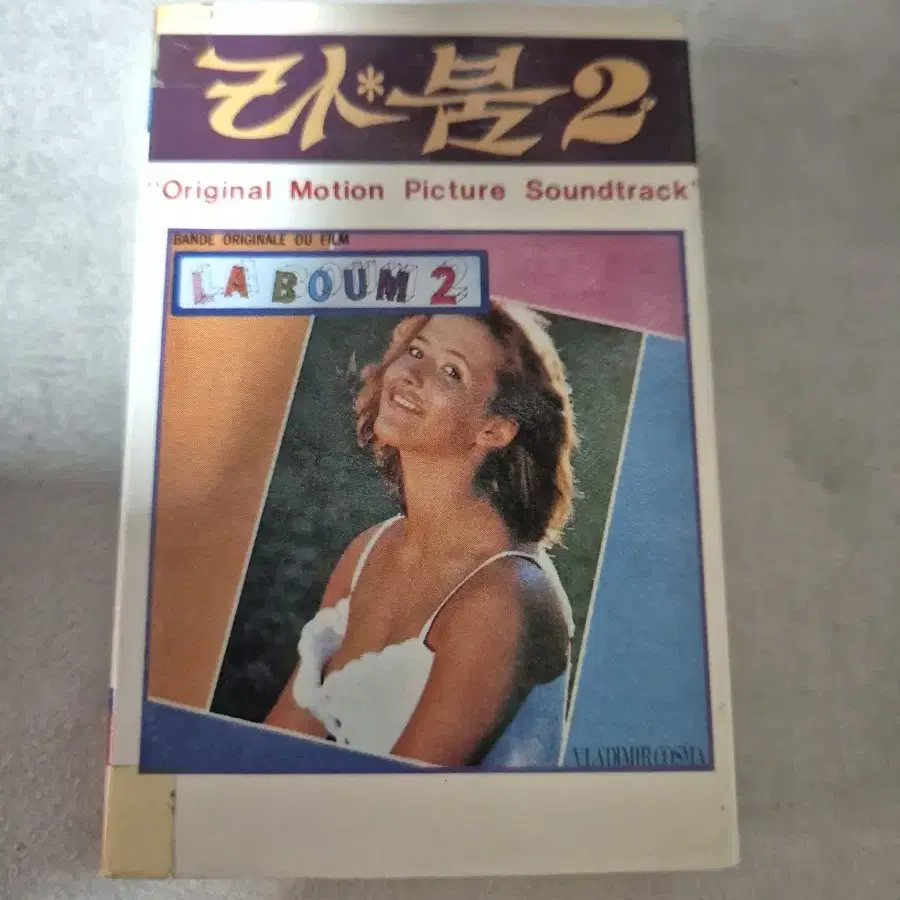 라*붐2
"Original Motion Picture Soundtrack"
BANDE ORIGINALE DU FILM
LA BOUM 2
VLADIMIR COSMA